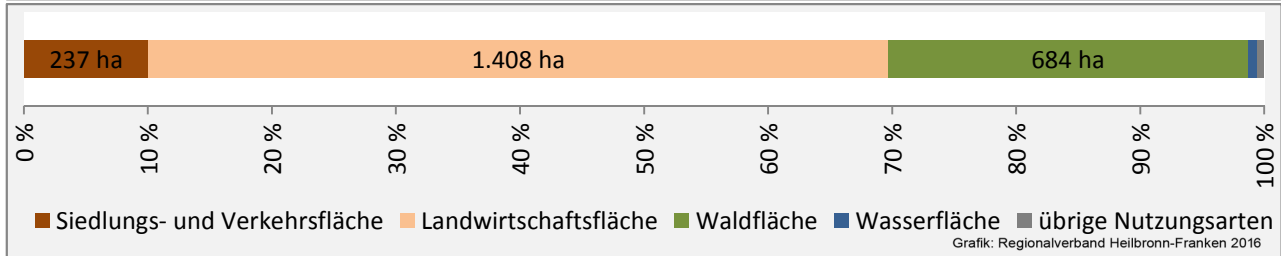 237 ha 1.408 ha 684 ha
0 % 10 % 20 % 30 % 40 % 50 % 60 % 70 % 80 % 90 % 100 %
Siedlungs- und Verkehrsfläche Landwirtschaftsfläche Waldfläche Wasserfläche übrige Nutzungsarten
Grafik: Regionalverband Heilbronn-Franken 2016